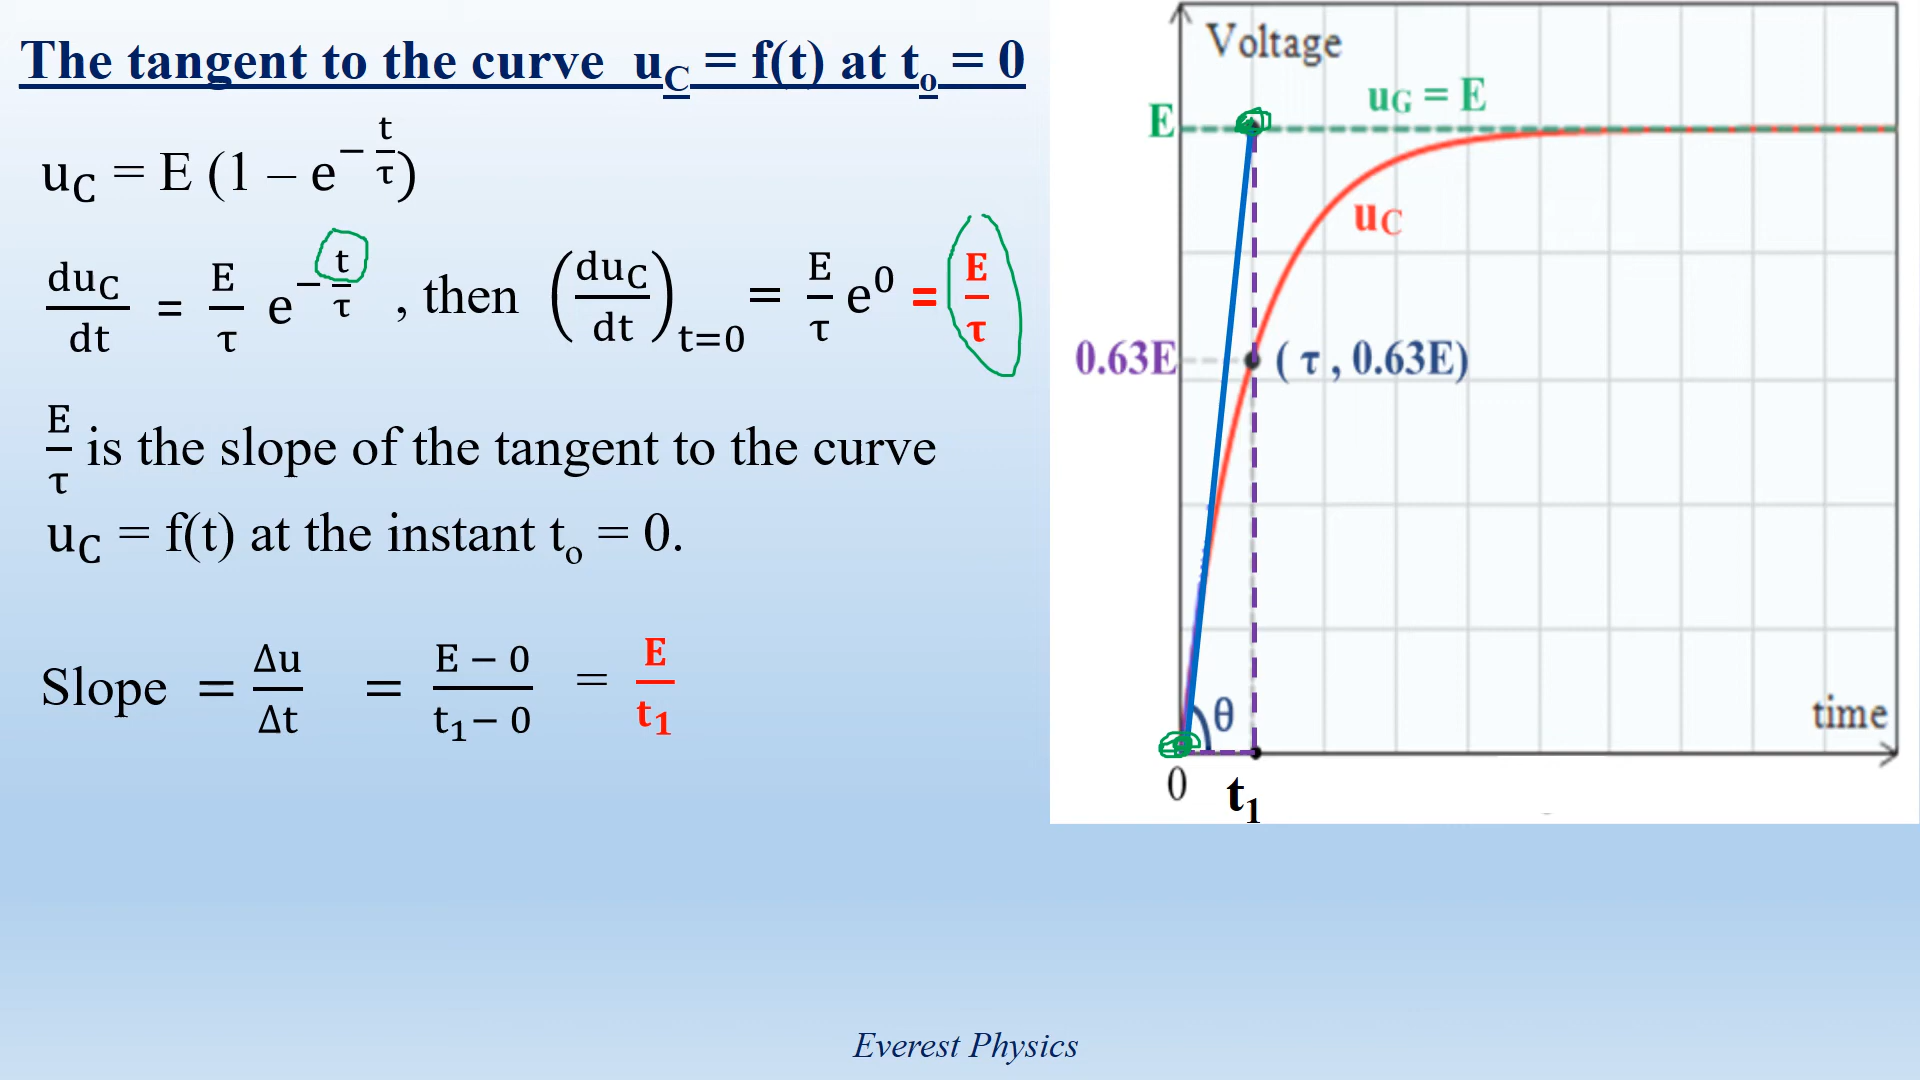 The tangent to the curve u_C = f(t) at t_o = 0
u_C = E (1 – e^(−t/τ))
du_C/dt = E/τ e^(−t/τ) , then (du_C/dt)_(t=0) = E/τ e^0 = E/τ
E/τ is the slope of the tangent to the curve
u_C = f(t) at the instant t_o = 0.
Slope = Δu/Δt = (E − 0)/(t_1 − 0) = E/t_1
Voltage
u_G = E
E
u_C
0.63E
( τ , 0.63E)
θ
time
0
t_1
Everest Physics